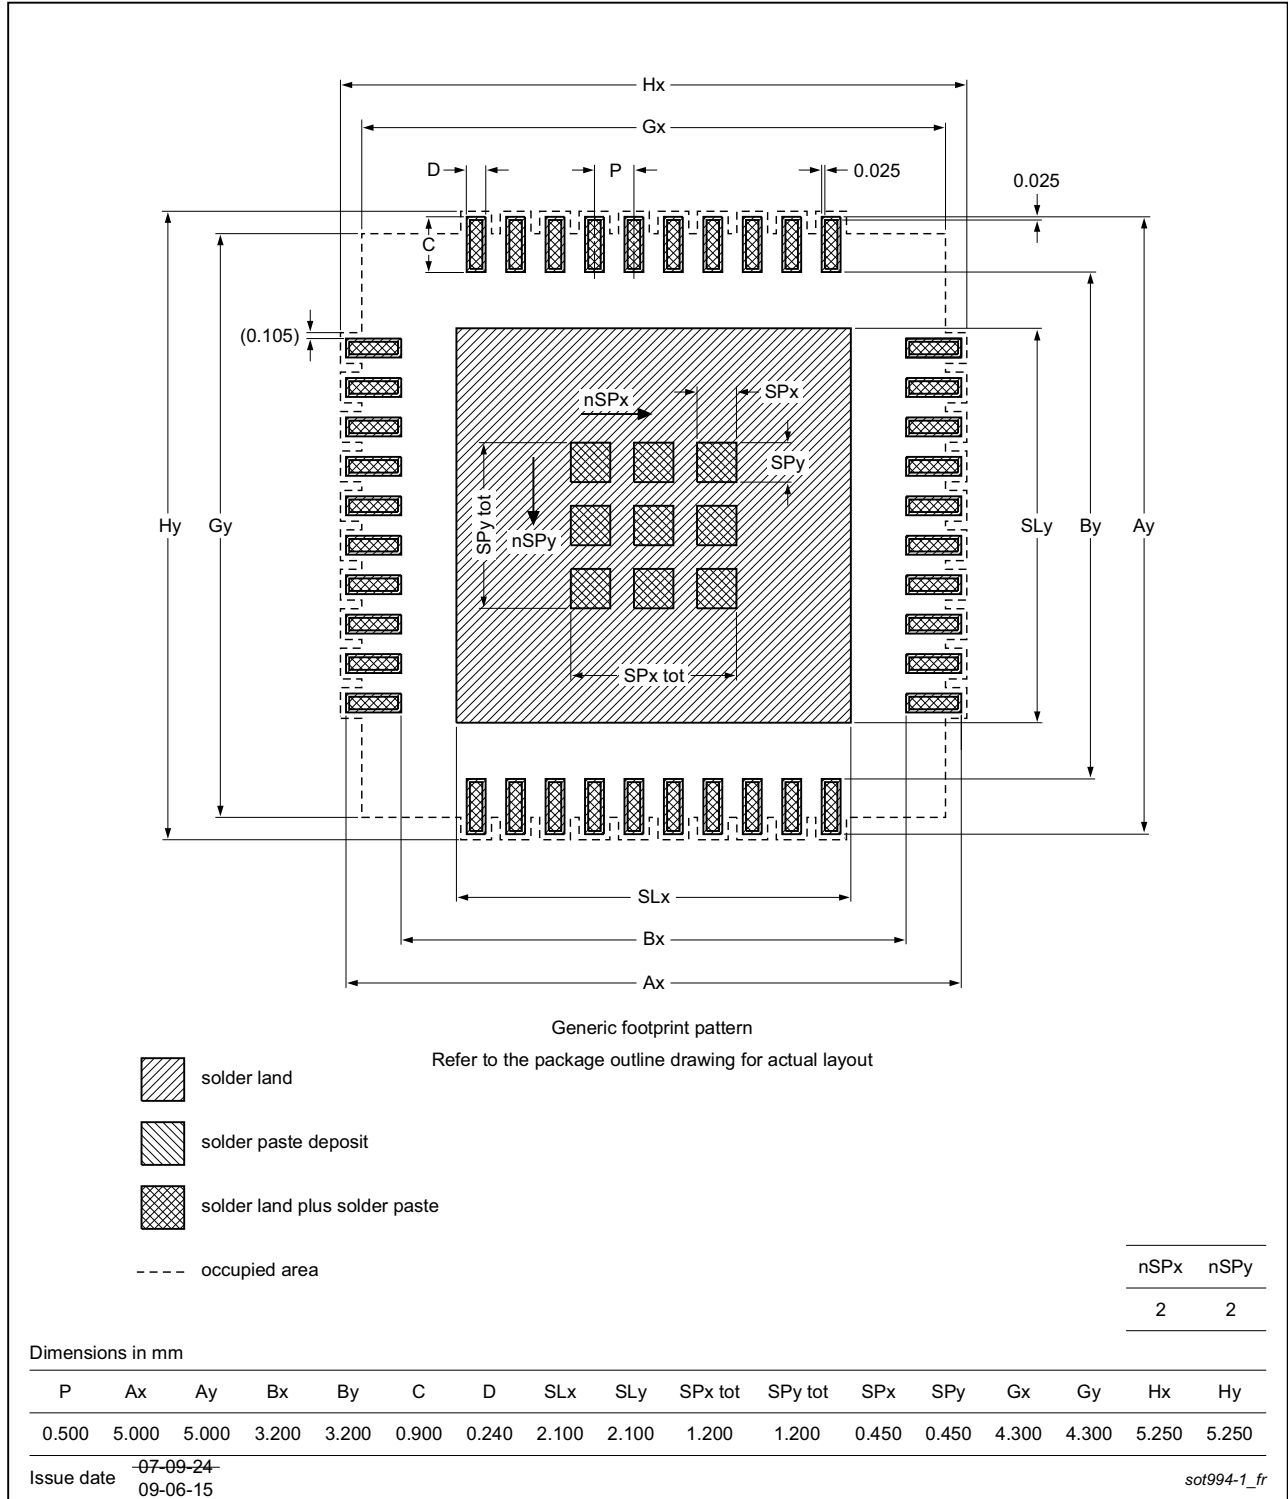 Hx
Gx
D
P
0.025
0.025
C
(0.105)
nSPx
SPx
SPy
SPy tot
nSPy
Hy
Gy
SLy
By
Ay
SPx tot
SLx
Bx
Ax
Generic footprint pattern
Refer to the package outline drawing for actual layout
solder land
solder paste deposit
solder land plus solder paste
occupied area
nSPx nSPy
2 2
Dimensions in mm
P Ax Ay Bx By C D SLx SLy SPx tot SPy tot SPx SPy Gx Gy Hx Hy
0.500 5.000 5.000 3.200 3.200 0.900 0.240 2.100 2.100 1.200 1.200 0.450 0.450 4.300 4.300 5.250 5.250
Issue date 07-09-24
09-06-15
sot994-1_fr